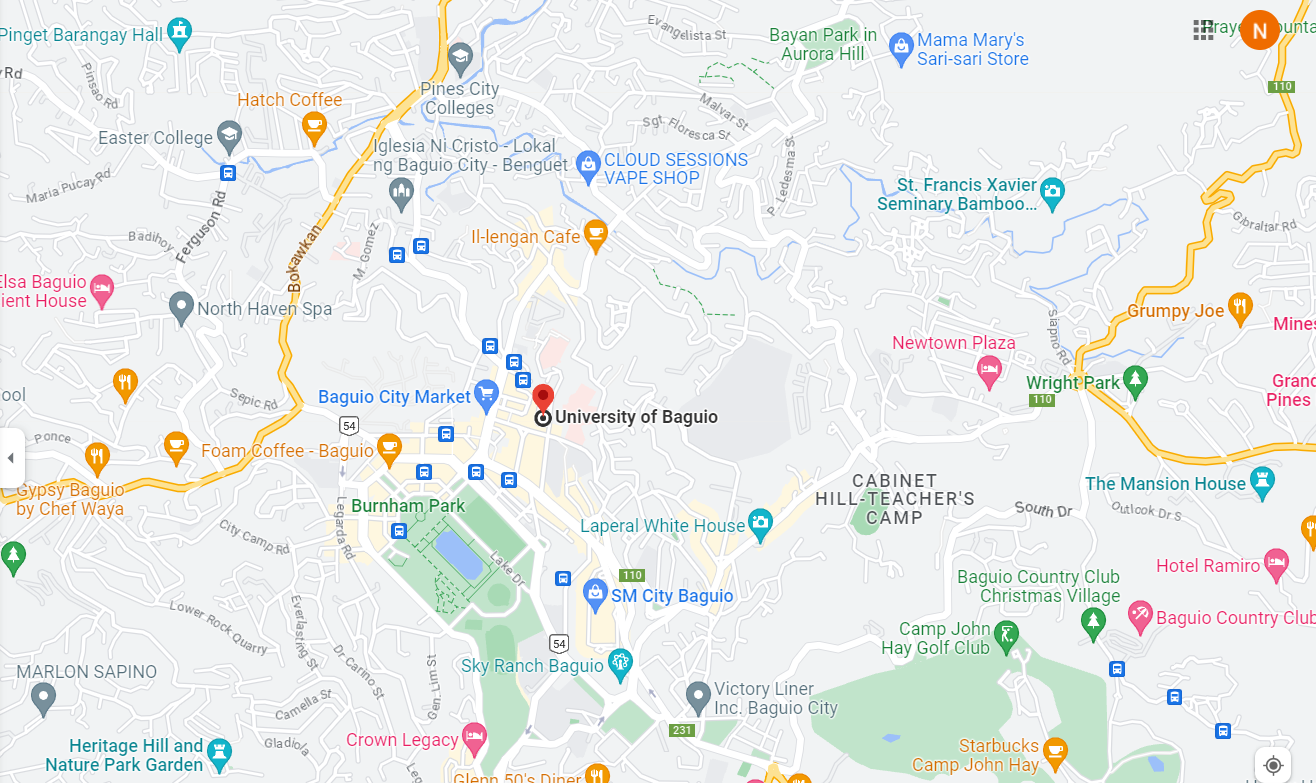 Pinget Barangay Hall
Evangelista St
Bayan Park in
Aurora Hill
Mama Mary's
Sari-sari Store
N
110
Pinsao Rd
Rd
Hatch Coffee
Pines City
Colleges
Malvar St
Sgt. Floresca St
Easter College
Iglesia Ni Cristo - Lokal
ng Baguio City - Benguet
CLOUD SESSIONS
VAPE SHOP
P. Ledesma St
Maria Pucay Rd
St. Francis Xavier
Seminary Bamboo...
Ferguson Rd
Badihoy
Bokawkan
M. Gomez
Il-lengan Cafe
Gibraltar Rd
Elsa Baguio
ient House
North Haven Spa
Siapno Rd
Grumpy Joe
Mines
Newtown Plaza
Wright Park
110
Grand
Pines
ool
Sepic Rd
54
Baguio City Market
University of Baguio
Ponce
Foam Coffee - Baguio
Gypsy Baguio
by Chef Waya
Burnham Park
CABINET
HILL-TEACHER'S
CAMP
The Mansion House
South Dr
Outlook Dr S
Legarda Rd
City Camp Rd
Laperal White House
Lake Dr
110
SM City Baguio
Hotel Ramiro
Baguio Country Club
Christmas Village
Baguio Country Club
Lower Rock Quarry
Everlasting St
Dr. Carino St
Gen. Lim St
54
Camp John
Hay Golf Club
Sky Ranch Baguio
MARLON SAPINO
Camella St
Victory Liner
Inc. Baguio City
231
Crown Legacy
Heritage Hill and
Nature Park Garden
Gladiola
Starbucks
Camp John Hay
Glenn 50's Diner